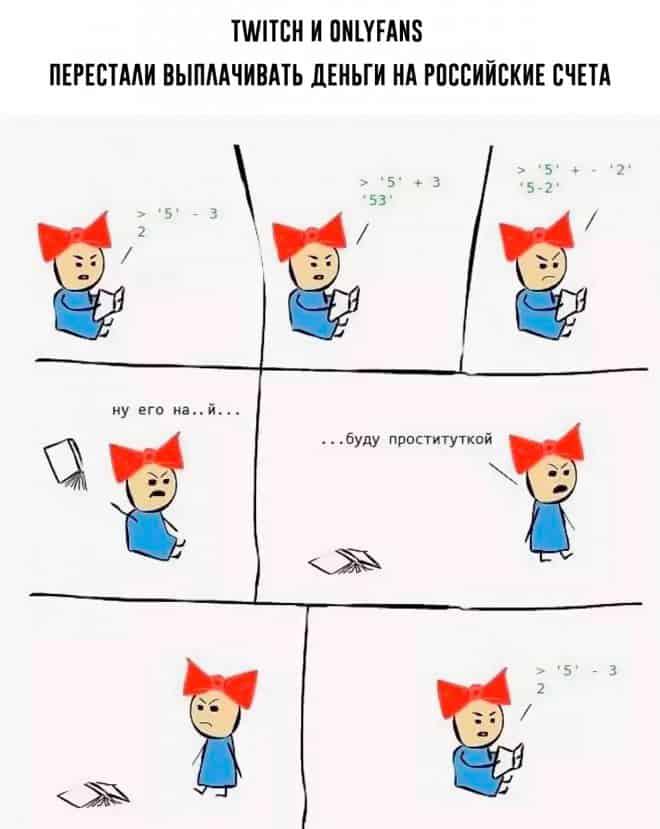 TWITCH И ONLYFANS
ПЕРЕСТАЛИ ВЫПЛАЧИВАТЬ ДЕНЬГИ НА РОССИЙСКИЕ СЧЕТА
> '5' - 3
2
> '5' + 3
'53'
> '5' + - '2'
'5-2'
ну его на..й...
...буду проституткой
> '5' - 3
2